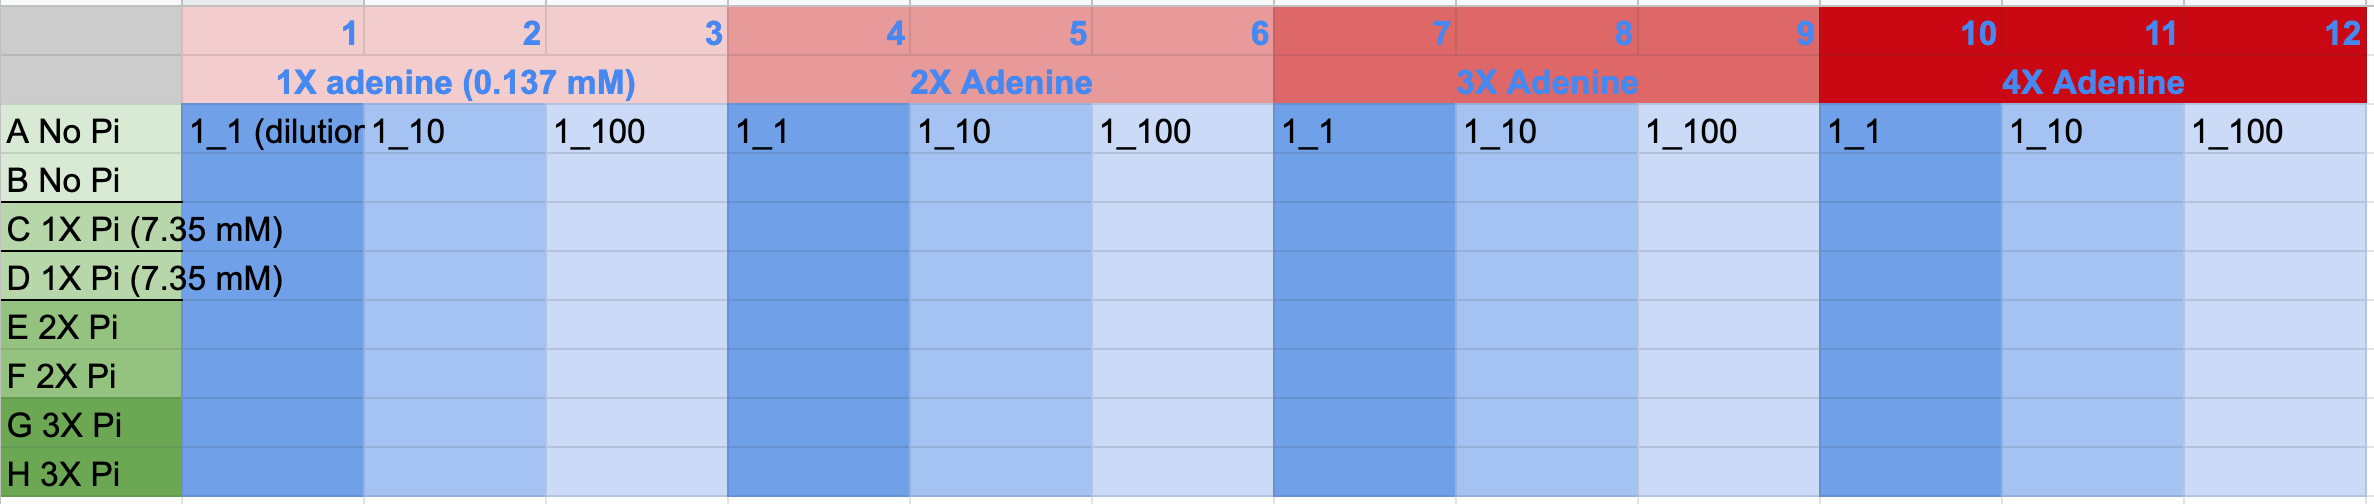 1 2 3 4 5 6 7 8 9 10 11 12
1X adenine (0.137 mM) 2X Adenine 3X Adenine 4X Adenine
A No Pi 1_1 (dilution 1_10 1_100 1_1 1_10 1_100 1_1 1_10 1_100 1_1 1_10 1_100
B No Pi
C 1X Pi (7.35 mM)
D 1X Pi (7.35 mM)
E 2X Pi
F 2X Pi
G 3X Pi
H 3X Pi